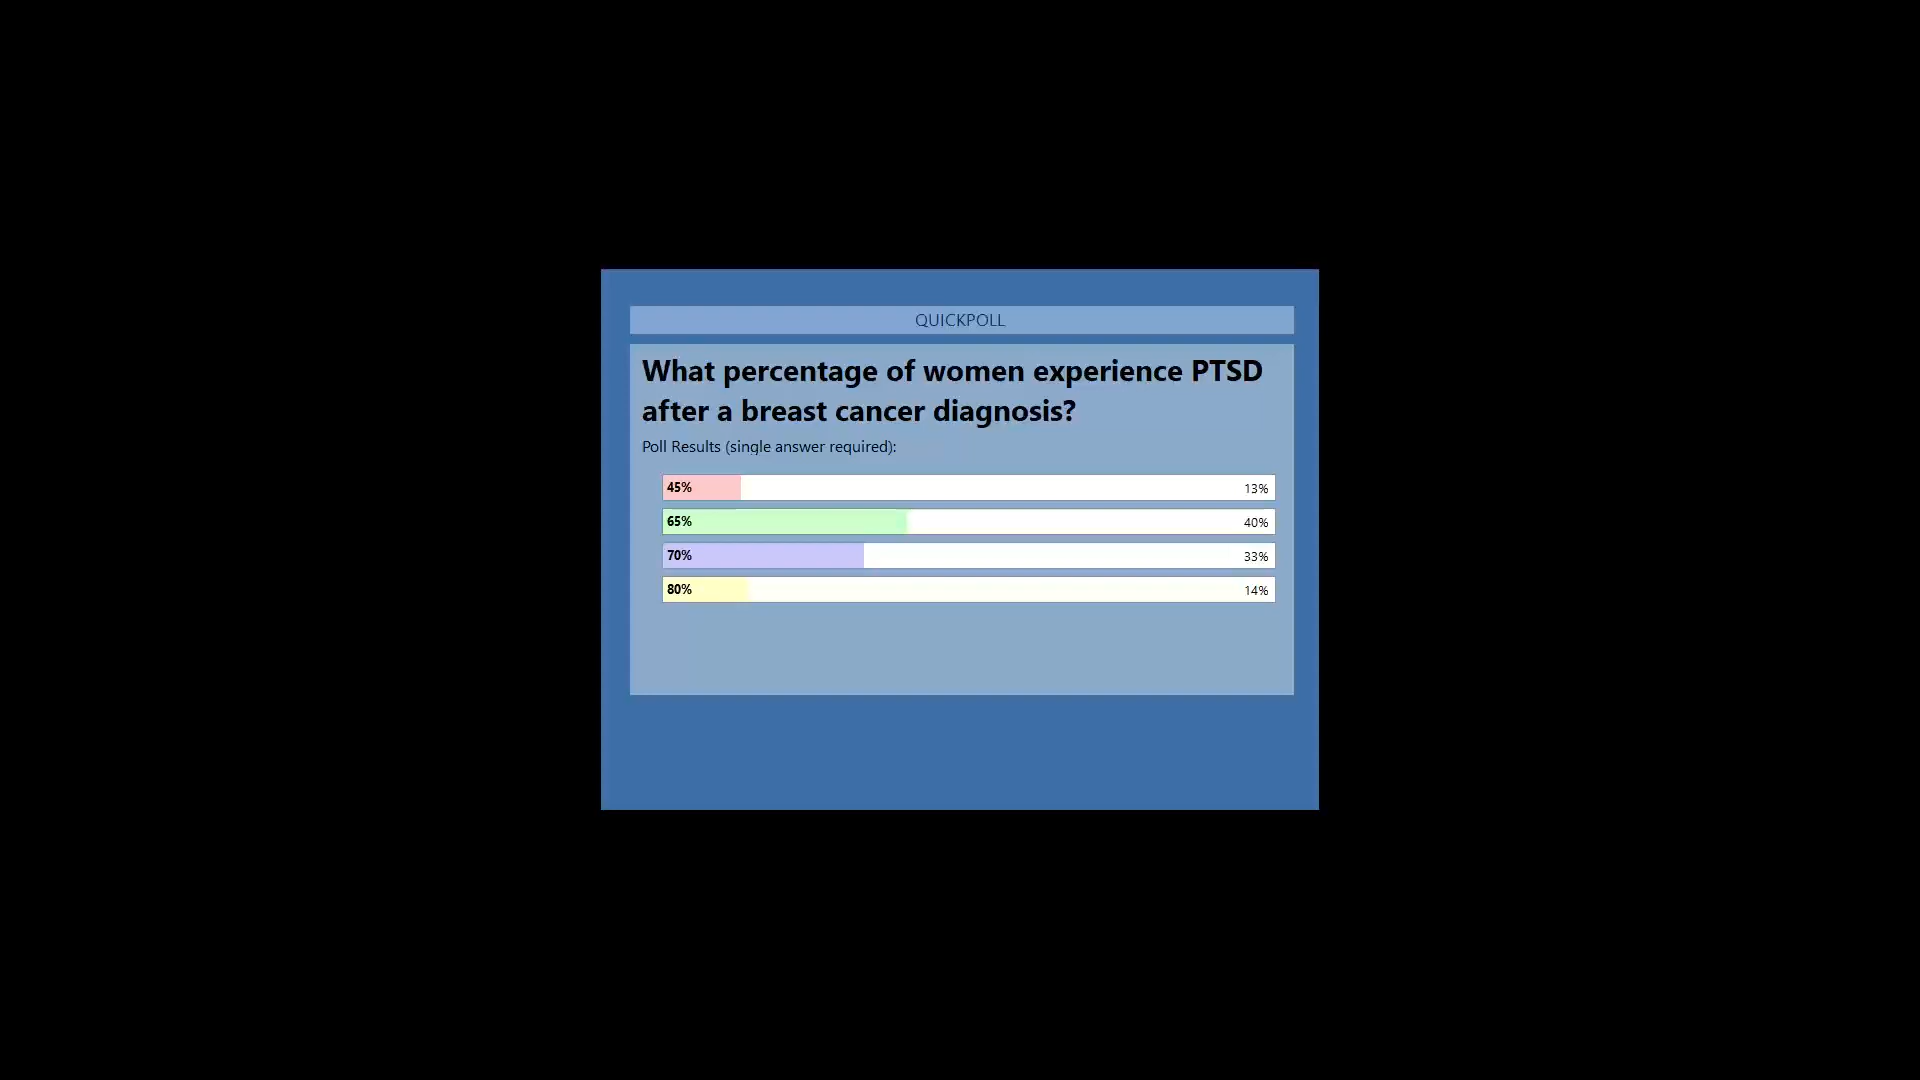 QUICKPOLL
What percentage of women experience PTSD
after a breast cancer diagnosis?
Poll Results (single answer required):
45% 13%
65% 40%
70% 33%
80% 14%